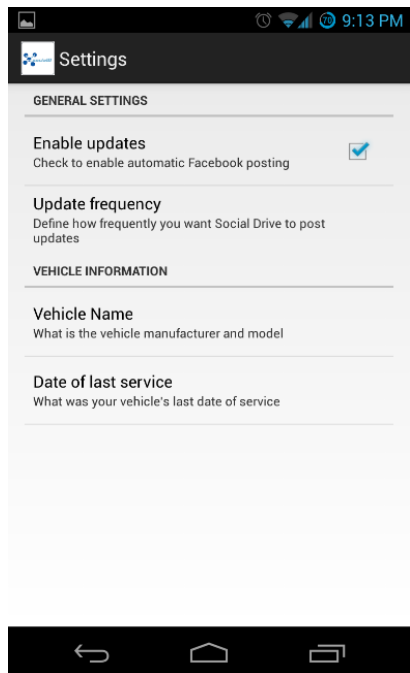 70 9:13 PM
Settings
GENERAL SETTINGS
Enable updates
Check to enable automatic Facebook posting
Update frequency
Define how frequently you want Social Drive to post
updates
VEHICLE INFORMATION
Vehicle Name
What is the vehicle manufacturer and model
Date of last service
What was your vehicle's last date of service